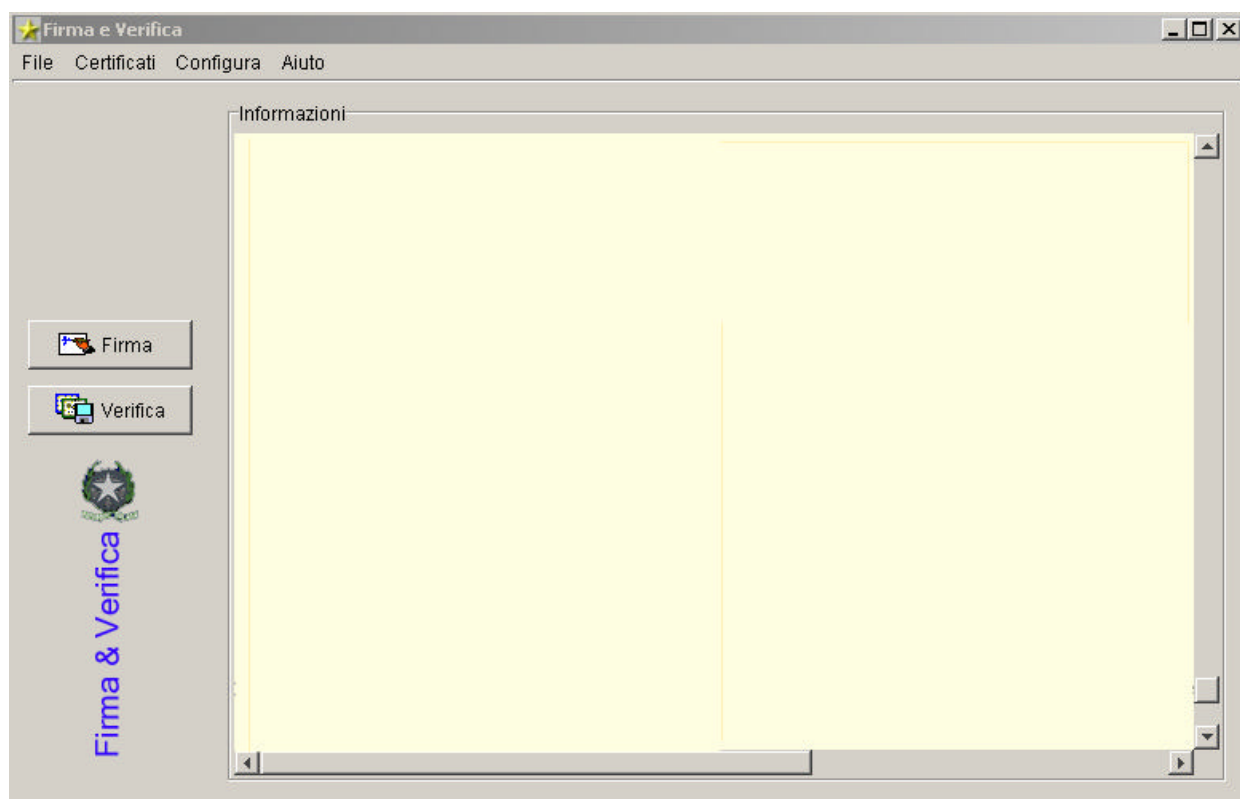 Firma e Verifica
File Certificati Configura Aiuto
Informazioni
Firma
Verifica
Firma & Verifica